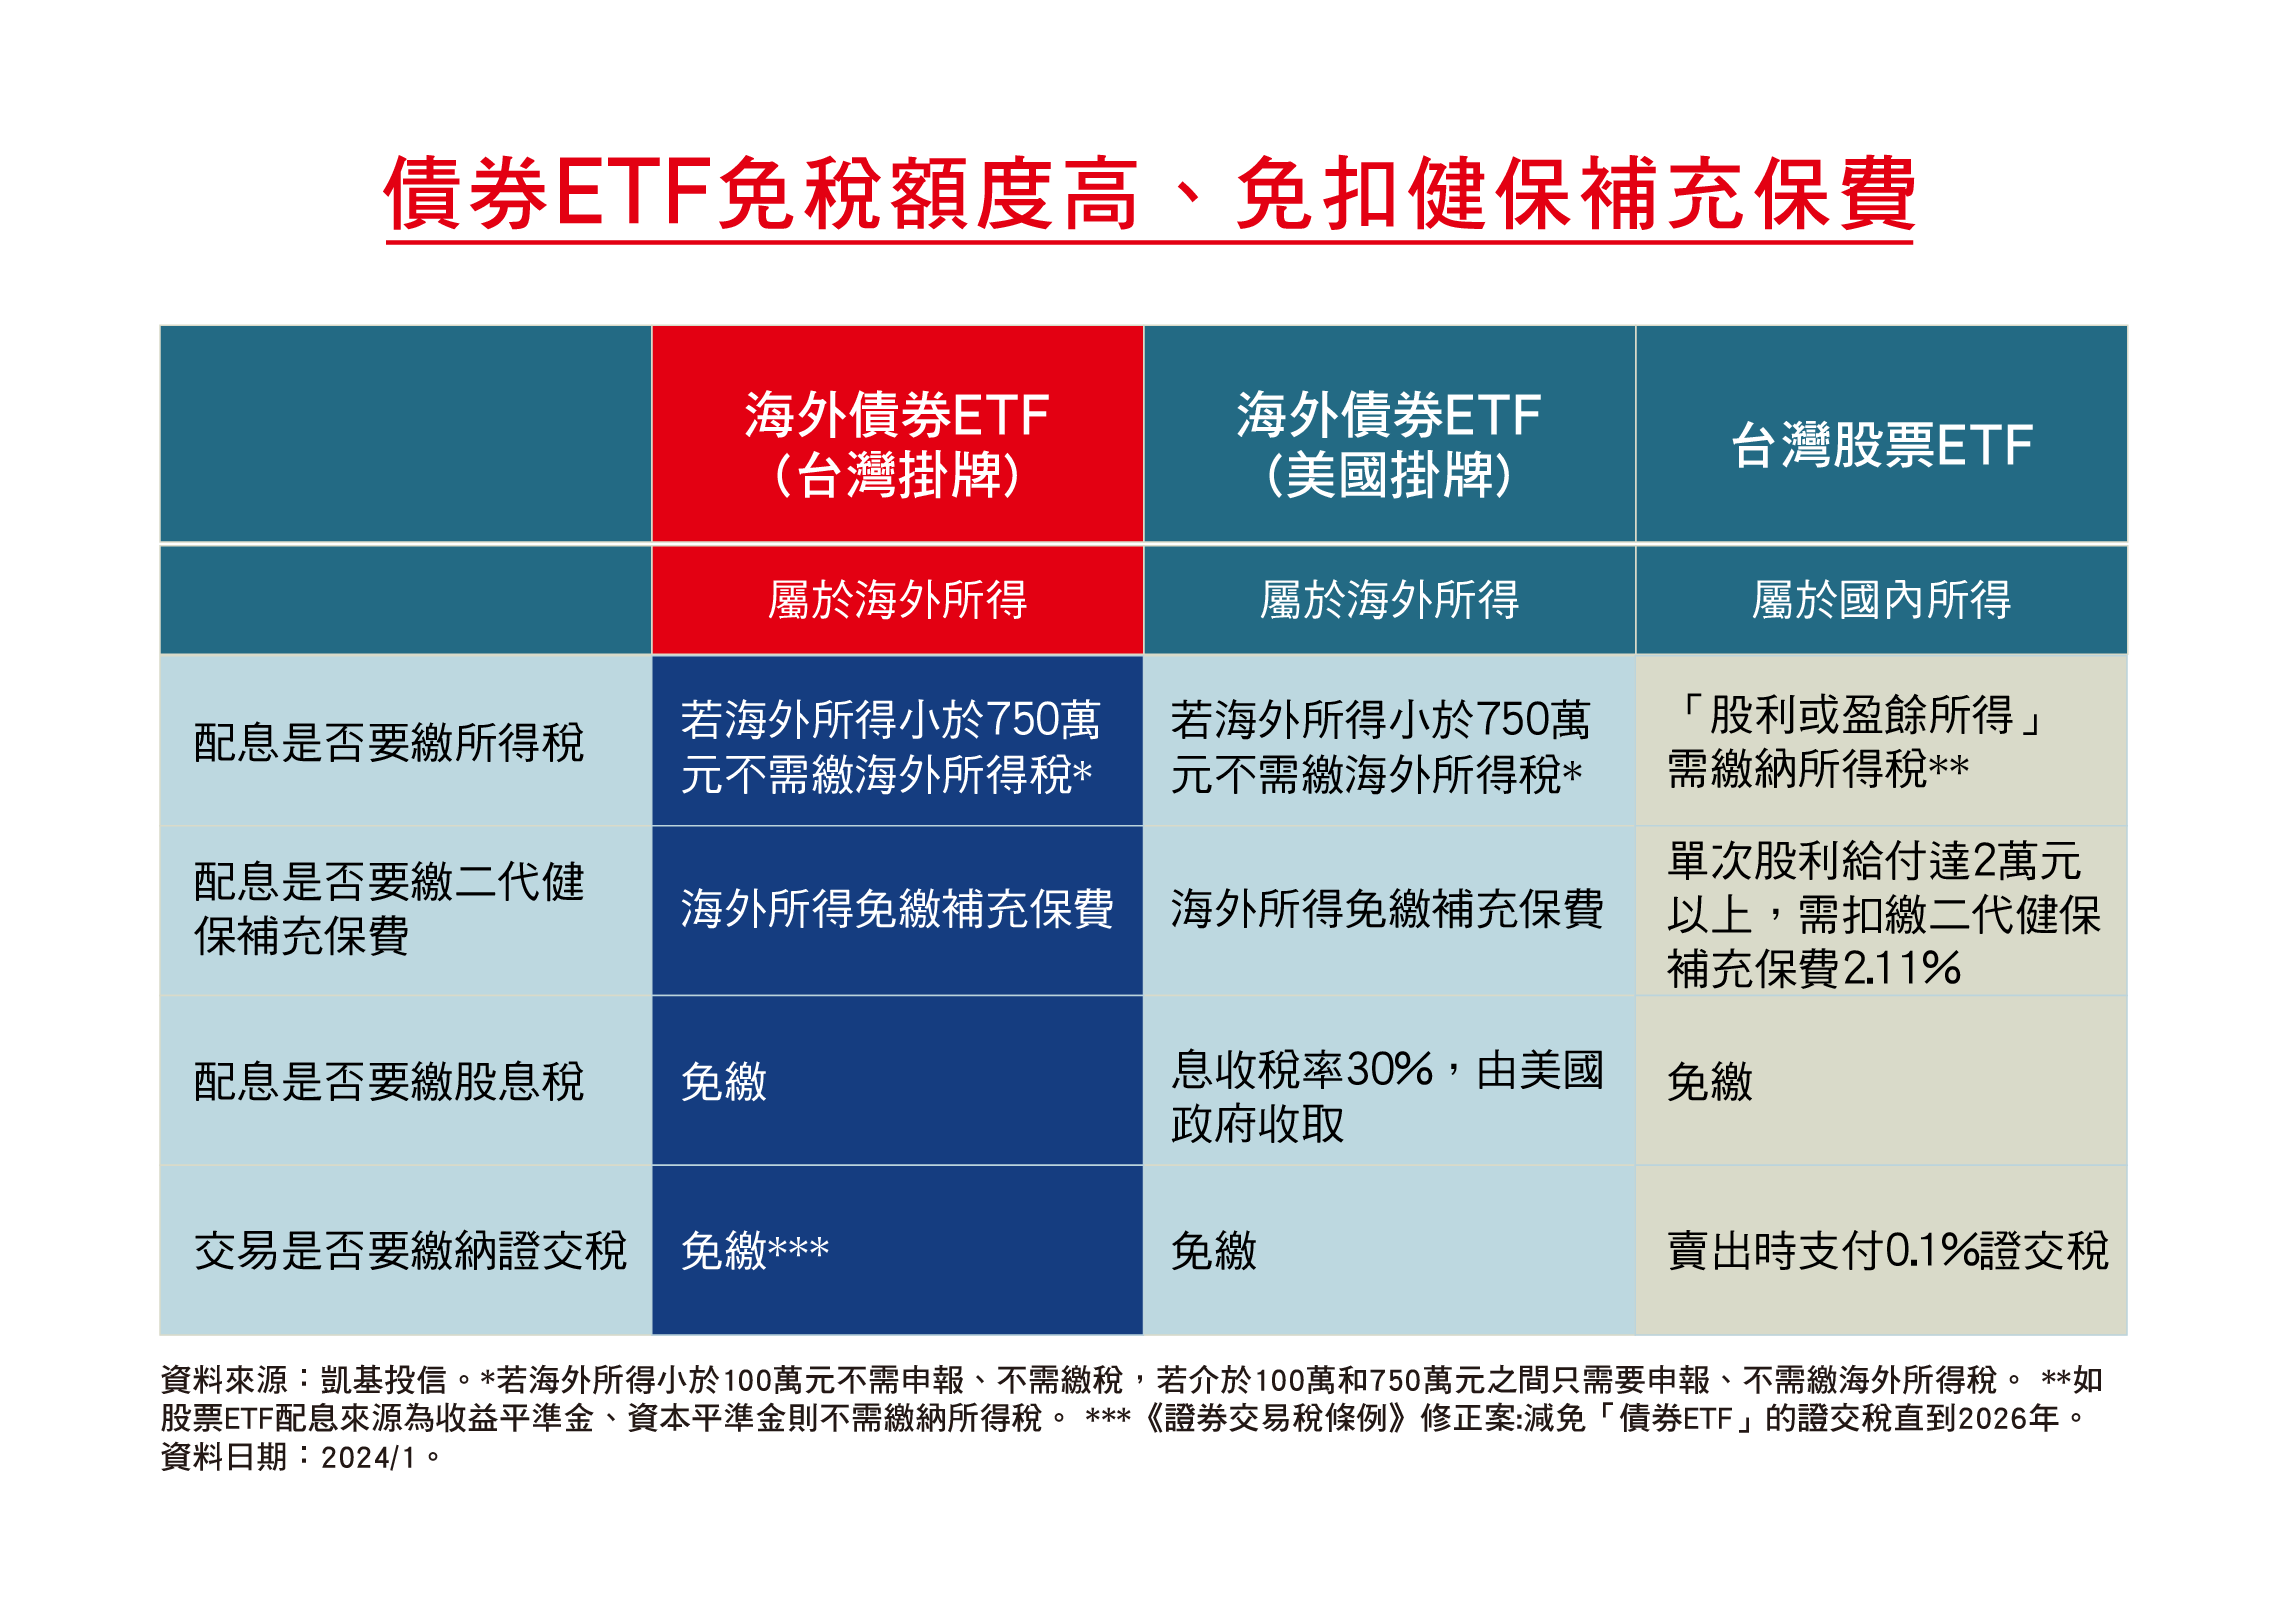 債券ETF免稅額度高、免扣健保補充保費
海外債券ETF
(台灣掛牌)
海外債券ETF
(美國掛牌)
台灣股票ETF
屬於海外所得
屬於海外所得
屬於國內所得
配息是否要繳所得稅
若海外所得小於750萬
元不需繳海外所得稅*
若海外所得小於750萬
元不需繳海外所得稅*
「股利或盈餘所得」
需繳納所得稅**
配息是否要繳二代健
保補充保費
海外所得免繳補充保費
海外所得免繳補充保費
單次股利給付達2萬元
以上，需扣繳二代健保
補充保費2.11%
配息是否要繳股息稅
免繳
息收稅率30%，由美國
政府收取
免繳
交易是否要繳納證交稅
免繳***
免繳
賣出時支付0.1%證交稅
資料來源：凱基投信。*若海外所得小於100萬元不需申報、不需繳稅，若介於100萬和750萬元之間只需要申報、不需繳海外所得稅。 **如
股票ETF配息來源為收益平準金、資本平準金則不需繳納所得稅。 ***《證券交易稅條例》修正案:減免「債券ETF」的證交稅直到2026年。
資料日期：2024/1。